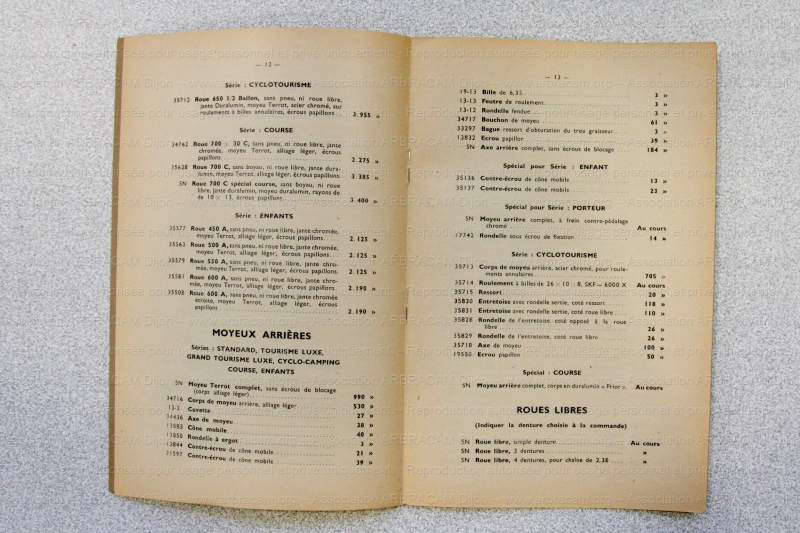 — 12 —
Série : CYCLOTOURISME
35712 Roue 650 1/2 Ballon, sans pneu, ni roue libre,
jante Duralumin, moyeu Terrot, acier chromé, sur
roulements à billes annulaires, écrous papillons.. 3.955 »
Série : COURSE
34762 Roue 700 × 30 C, sans pneu, ni roue libre, jante
chromée, moyeu Terrot, alliage léger, écrous
papillons 2.275 »
35628 Roue 700 C, sans boyau, ni roue libre, jante dura-
lumin, moyeu Terrot, alliage léger, écrous papillons. 3.385 »
SN Roue 700 C spécial course, sans boyau, ni roue
libre, jante duralumin, moyeu duralumin, rayons de
de 10 × 13, écrous papillons 3 400 »
Série : ENFANTS
35577 Roue 450 A, sans pneu, ni roue libre, jante chromée,
moyeu Terrot, alliage léger, écrous papillons 2.125 »
35563 Roue 500 A, sans pneu, ni roue libre, jante chromée,
moyeu Terrot, alliage léger, écrous papillons 2.125 »
35579 Roue 550 A, sans pneu, ni roue libre, jante chro-
mée, moyeu Terrot, alliage léger, écrous papillons. 2.125 »
35581 Roue 600 A, sans pneu, ni roue libre, jante chro-
mée, moyeu Terrot, alliage léger, écrous papillons. 2.190 »
35508 Roue 600 A, sans pneu, ni roue libre, jante chromée
étroite, moyeu Terrot, alliage léger, écrous
papillons 2.190 »
MOYEUX ARRIÈRES
Séries : STANDARD, TOURISME LUXE,
GRAND TOURISME LUXE, CYCLO-CAMPING
COURSE, ENFANTS
SN Moyeu Terrot complet, sans écrous de blocage
(corps alliage léger) 990 »
34716 Corps de moyeu arrière, alliage léger 530 »
13-2 Cuvette 27 »
34436 Axe de moyeu 38 »
13083 Cône mobile 40 »
13850 Rondelle à ergot 3 »
13844 Contre-écrou de cône mobile 21 »
31597 Contre-écrou de cône mobile 39 »
— 13 —
19-13 Bille de 6,35 3 »
13-13 Feutre de roulement 3 »
13-12 Rondelle fendue 3 »
34717 Bouchon de moyeu 61 »
33297 Bague ressort d'obturation du trou graisseur 3 »
13832 Ecrou papillon 39 »
SN Axe arrière complet, sans écrous de blocage 184 »
Spécial pour Série : ENFANT
35136 Contre-écrou de cône mobile 13 »
35137 Contre-écrou de cône mobile 23 »
Spécial pour Série : PORTEUR
SN Moyeu arrière complet, à frein contre-pédalage
chromé Au cours
17742 Rondelle sous écrou de fixation 14 »
Série : CYCLOTOURISME
35713 Corps de moyeu arrière, acier chromé, pour roule-
ments annulaires 705 »
35714 Roulement à billes de 26 × 10 × 8, SKF — 6000 X Au cours
35715 Ressort 20 »
35830 Entretoise avec rondelle sertie, coté ressort 118 »
35831 Entretoise avec rondelle sertie, coté roue libre 110 »
35828 Rondelle de l'entretoise, coté opposé à la roue
libre 26 »
35829 Rondelle de l'entretoise, coté roue libre 26 »
35718 Axe de moyeu 100 »
19550 Ecrou papillon 50 »
Spécial : COURSE
SN Moyeu arrière complet, corps en duralumin « Prior ». Au cours
ROUES LIBRES
(Indiquer la denture choisie à la commande)
SN Roue libre, simple denture Au cours
SN Roue libre, 3 dentures »
SN Roue libre, 4 dentures, pour chaîne de 2,38 »